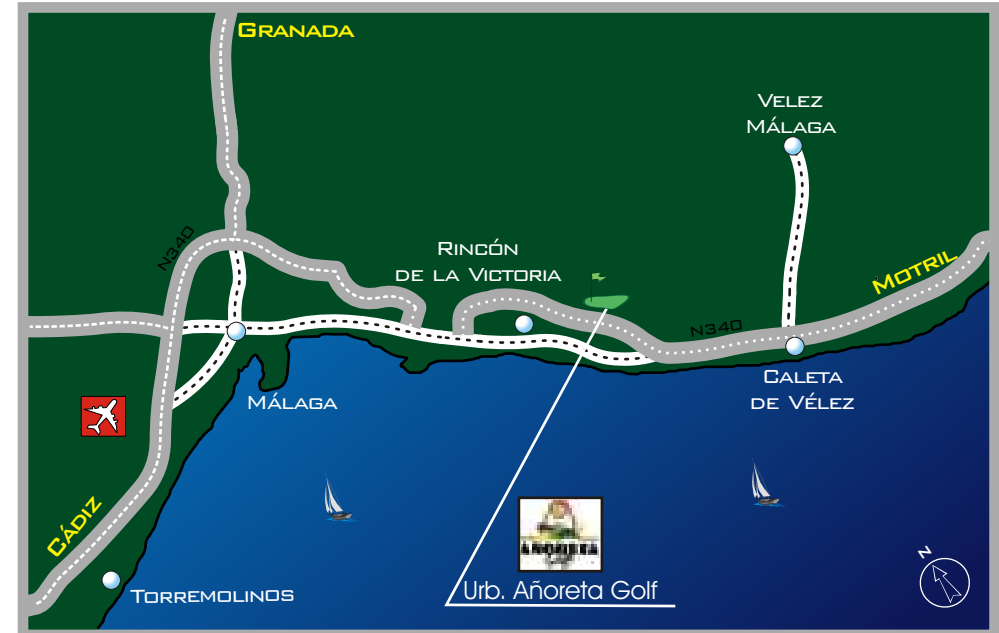 GRANADA
VELEZ
MÁLAGA
N340
RINCÓN
DE LA VICTORIA
MOTRIL
N340
CALETA
DE VÉLEZ
MÁLAGA
CÁDIZ
AÑORETA
Urb. Añoreta Golf
TORREMOLINOS
N